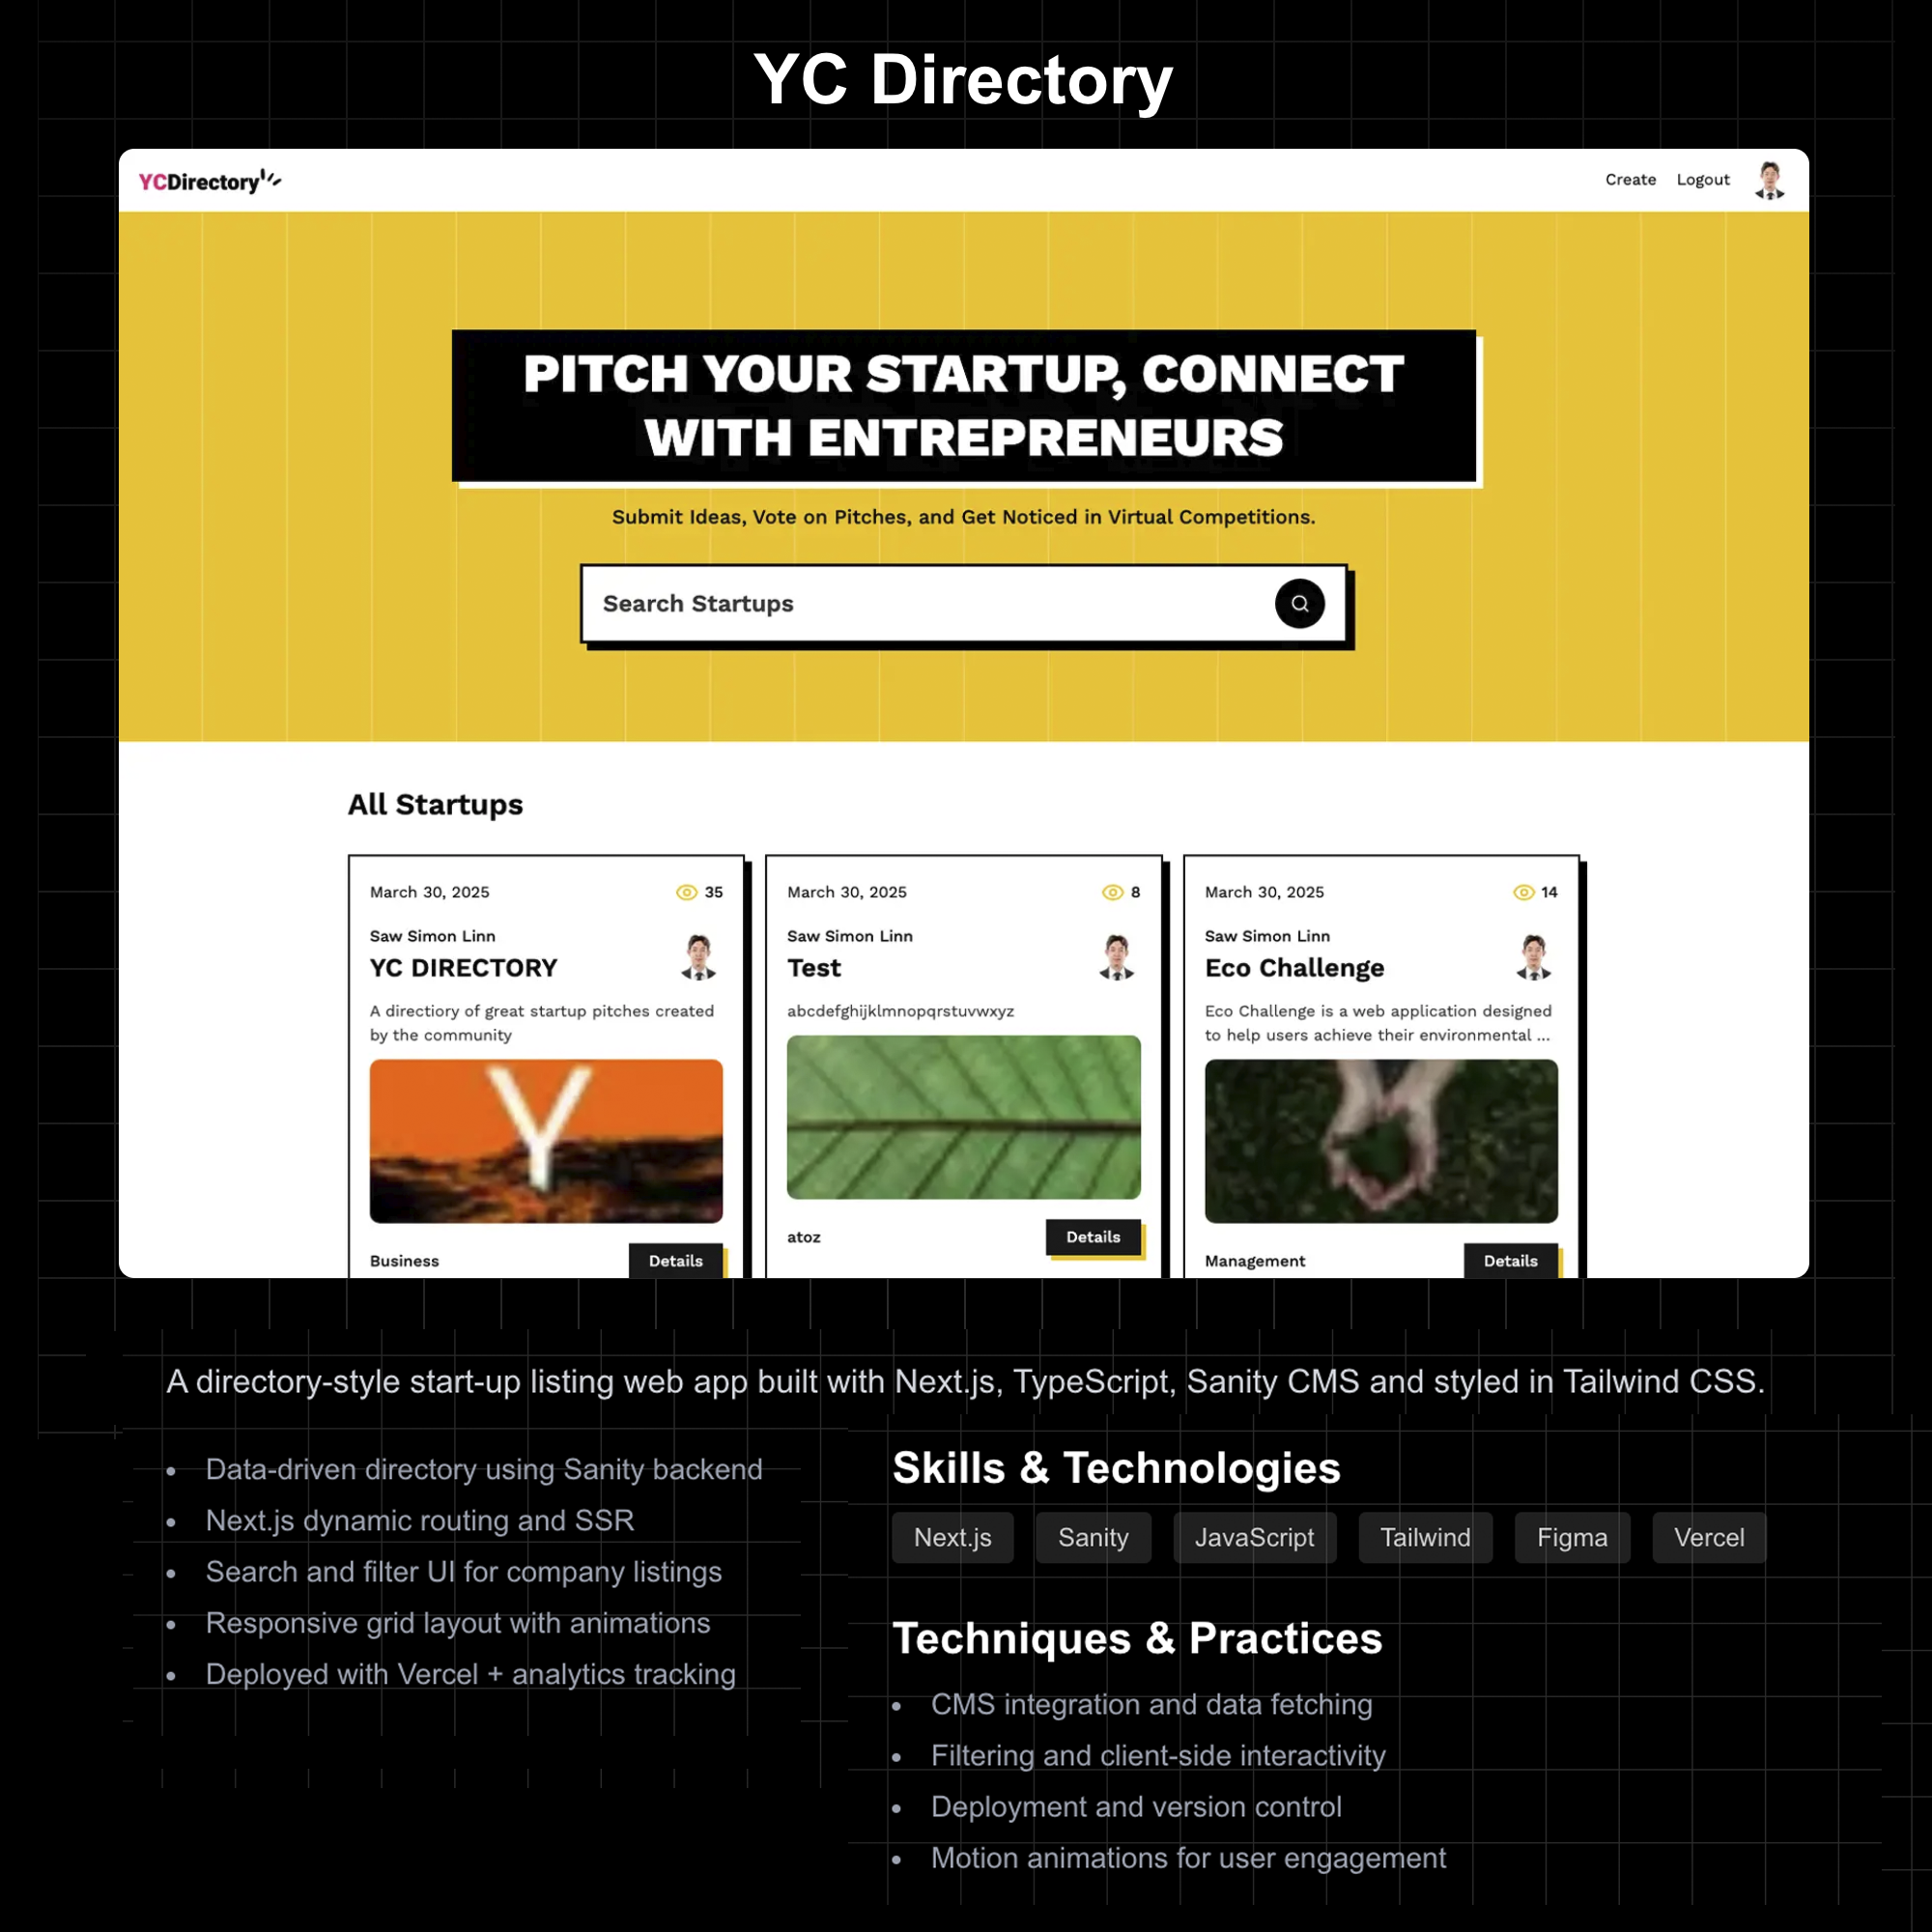 YC Directory
YCDirectory
Create Logout
PITCH YOUR STARTUP, CONNECT
WITH ENTREPRENEURS
Submit Ideas, Vote on Pitches, and Get Noticed in Virtual Competitions.
Search Startups
All Startups
March 30, 2025 35
Saw Simon Linn
YC DIRECTORY
A directiory of great startup pitches created
by the community
Y
Business Details
March 30, 2025 8
Saw Simon Linn
Test
abcdefghijklmnopqrstuvwxyz
atoz Details
March 30, 2025 14
Saw Simon Linn
Eco Challenge
Eco Challenge is a web application designed
to help users achieve their environmental ...
Management Details
A directory-style start-up listing web app built with Next.js, TypeScript, Sanity CMS and styled in Tailwind CSS.
• Data-driven directory using Sanity backend
• Next.js dynamic routing and SSR
• Search and filter UI for company listings
• Responsive grid layout with animations
• Deployed with Vercel + analytics tracking
Skills & Technologies
Next.js Sanity JavaScript Tailwind Figma Vercel
Techniques & Practices
• CMS integration and data fetching
• Filtering and client-side interactivity
• Deployment and version control
• Motion animations for user engagement